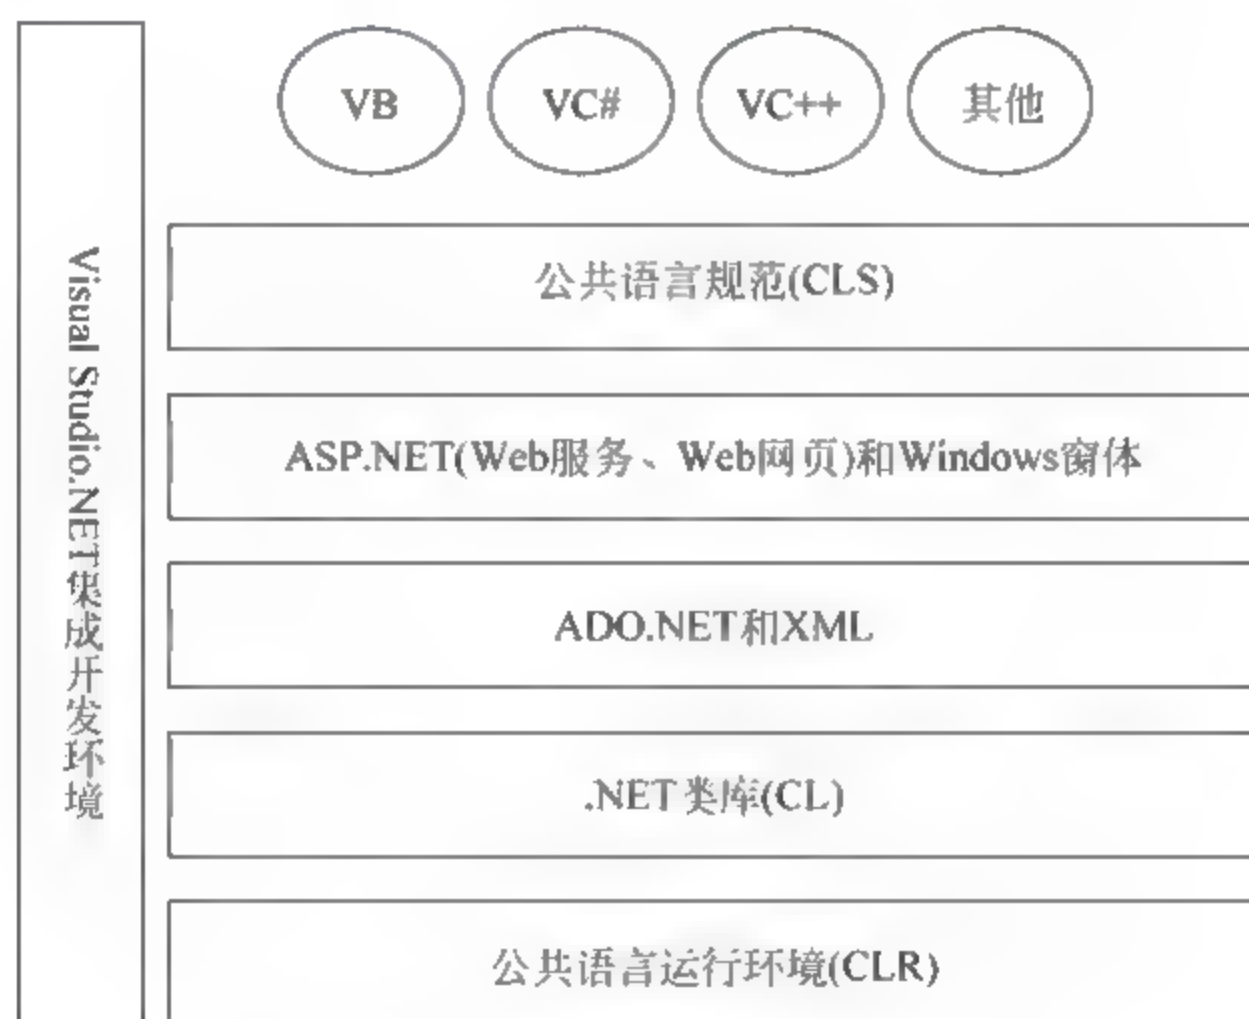 Visual Studio.NET集成开发环境
VB
VC#
VC++
其他
公共语言规范(CLS)
ASP.NET(Web服务、Web网页)和Windows窗体
ADO.NET和XML
.NET类库(CL)
公共语言运行环境(CLR)